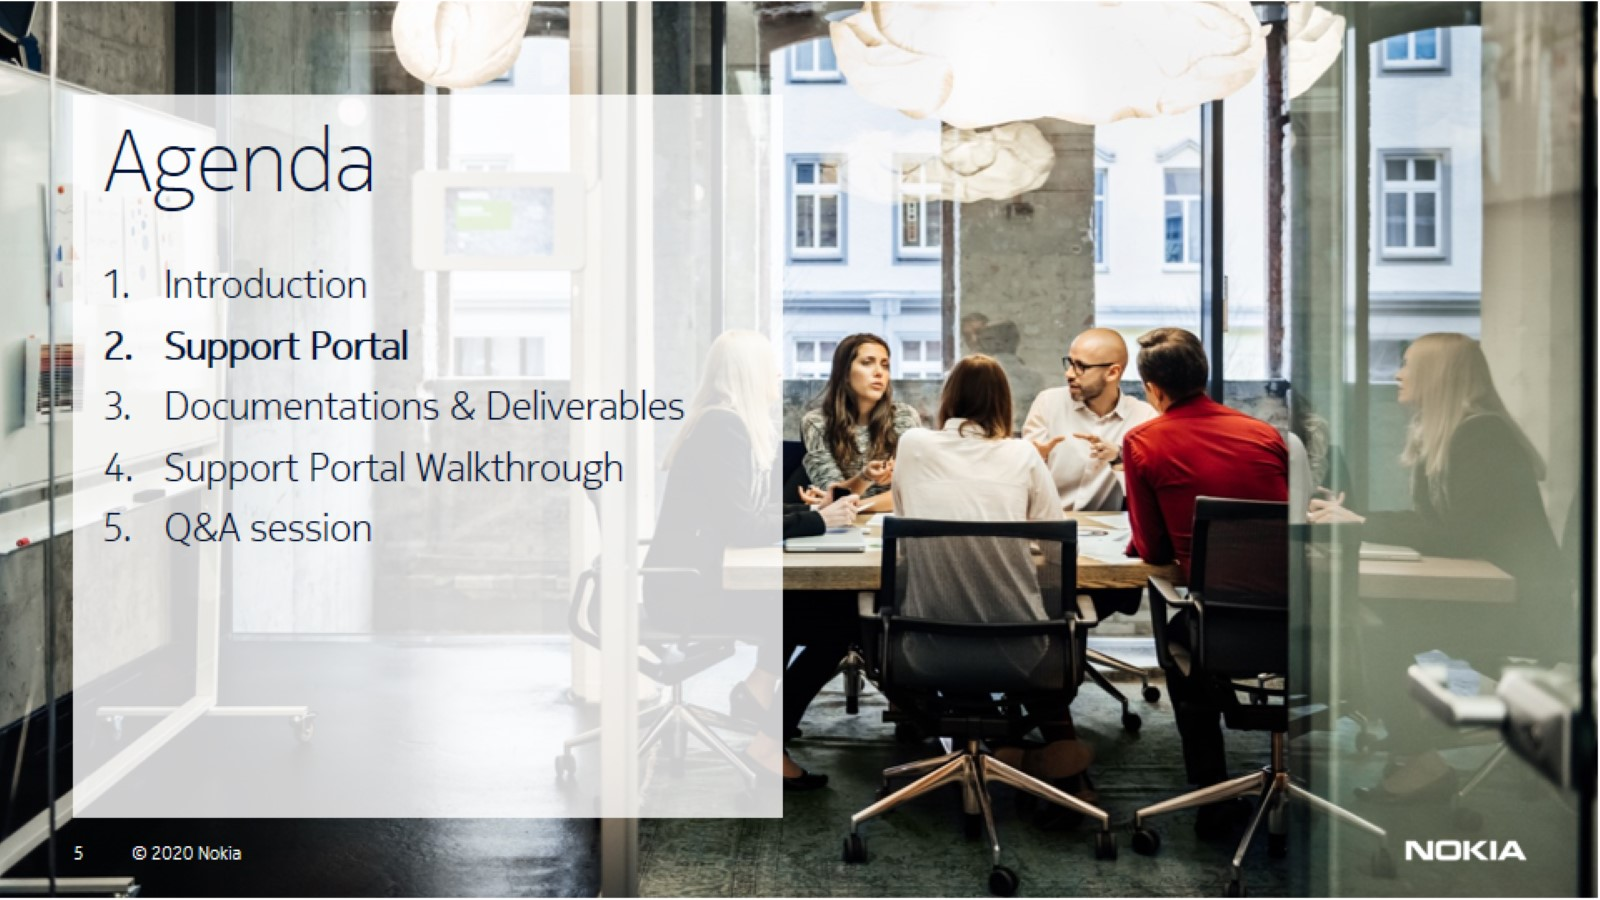 Agenda
1. Introduction
2. Support Portal
3. Documentations & Deliverables
4. Support Portal Walkthrough
5. Q&A session
5 © 2020 Nokia
NOKIA